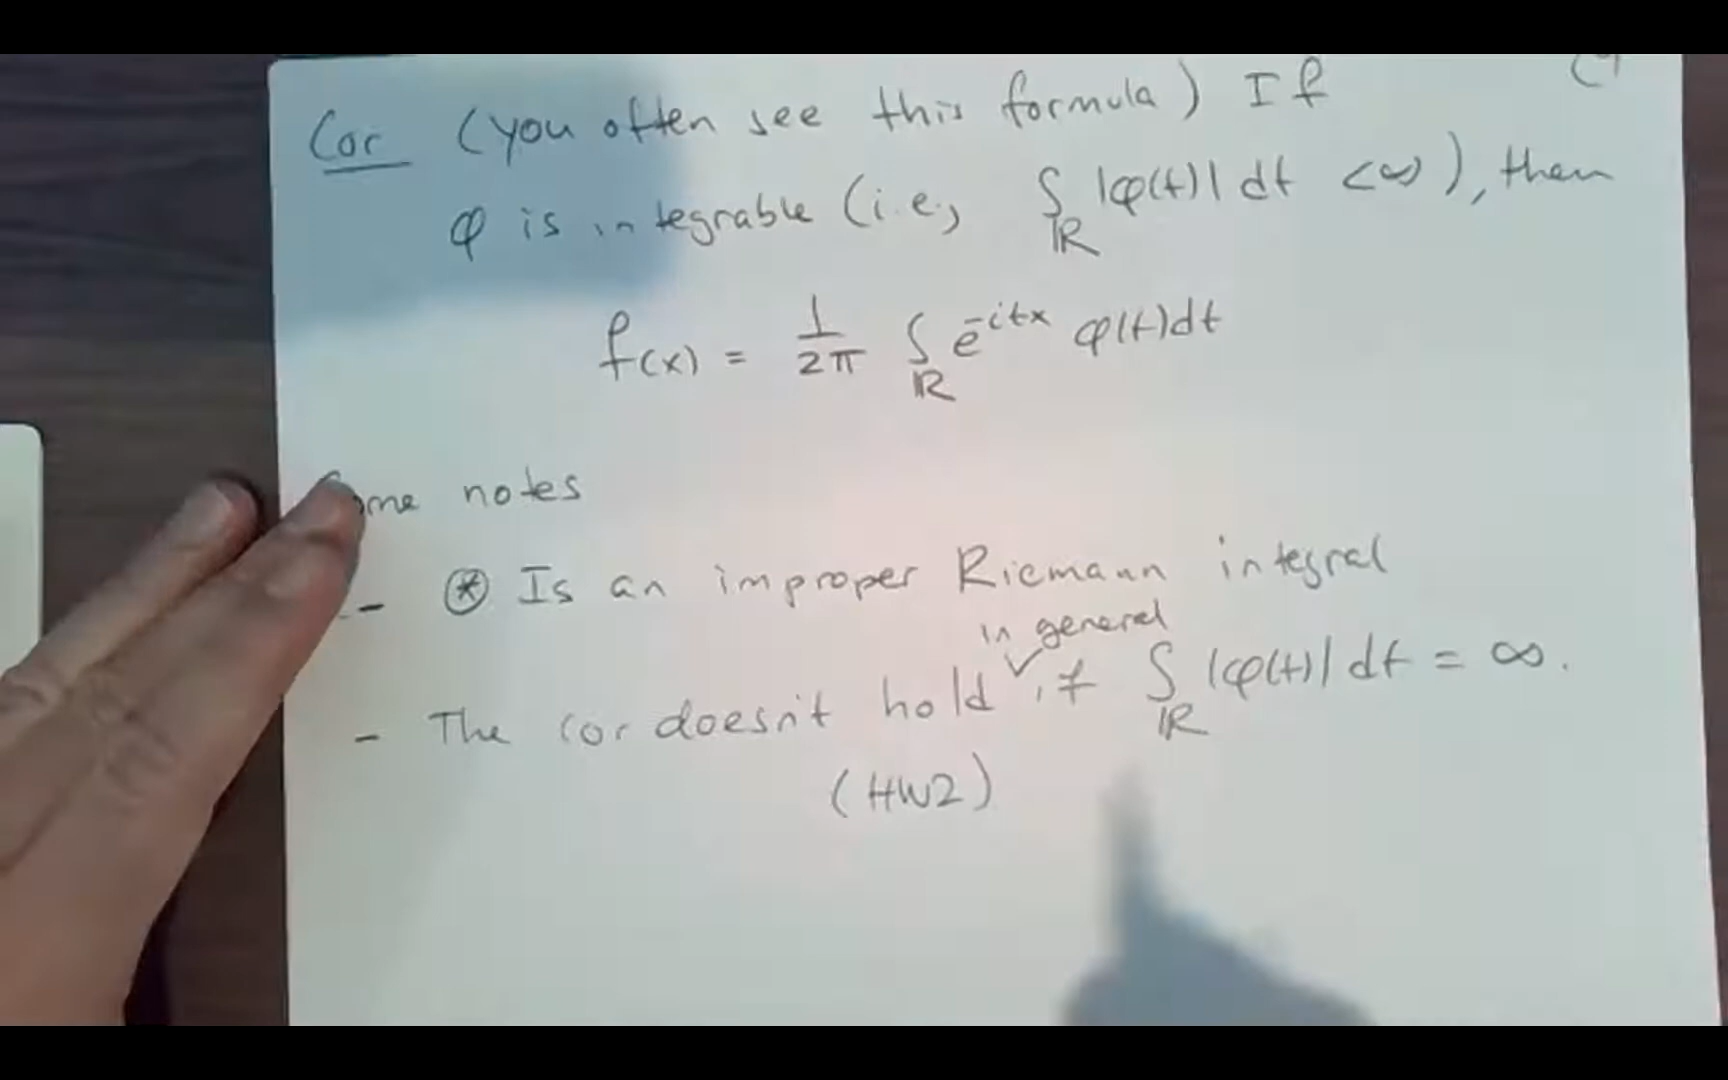 Cor (you often see this formula) If
φ is integrable (i.e., ∫_ℝ |φ(t)| dt < ∞), then
f(x) = 1/2π ∫_ℝ e^{-itx} φ(t)dt
Some notes
- ⊛ Is an improper Riemann integral
in general
- The cor doesn't hold ✓ if ∫_ℝ |φ(t)| dt = ∞.
(HW2)